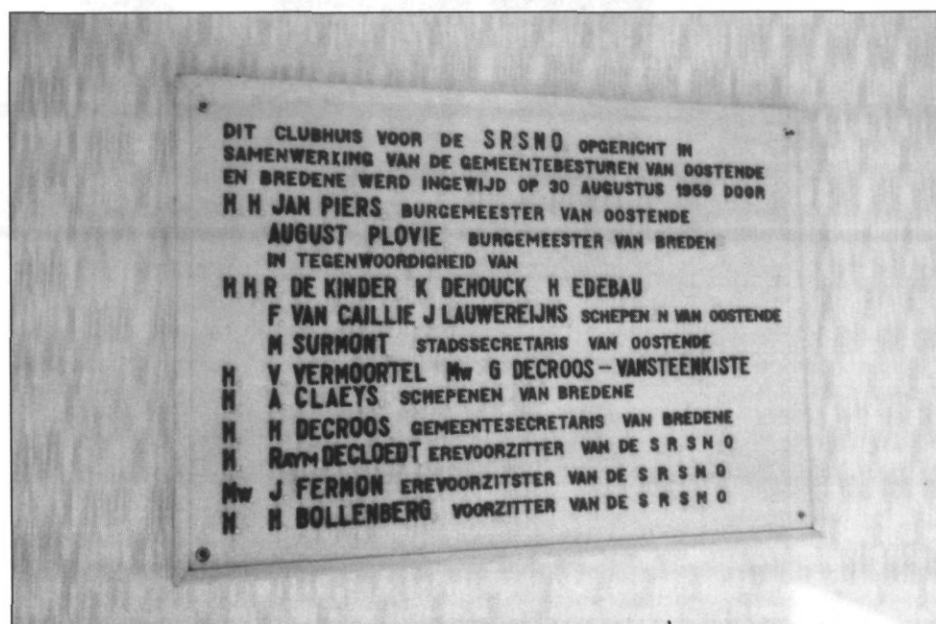 DIT CLUBHUIS VOOR DE SRSNO OPGERICHT IN
SAMENWERKING VAN DE GEMEENTEBESTUREN VAN OOSTENDE
EN BREDENE WERD INGEWIJD OP 30 AUGUSTUS 1959 DOOR
M M JAN PIERS BURGEMEESTER VAN OOSTENDE
AUGUST PLOVIE BURGEMEESTER VAN BREDENE
IN TEGENWOORDIGHEID VAN
M M R DE KINDER K DEHOUCK H EDEBAU
F VAN CAILLIE J LAUWEREIJNS SCHEPEN N VAN OOSTENDE
M SURMONT STADSSECRETARIS VAN OOSTENDE
M V VERMOORTEL Mw G DECROOS-VANSTEENKISTE
M A CLAEYS SCHEPENEN VAN BREDENE
M M DECROOS GEMEENTESECRETARIS VAN BREDENE
M RAYM DECLOEDT EREVOORZITTER VAN DE S R S N O
Mw J FERMON EREVOORZITSTER VAN DE S R S N O
M M BOLLENBERG VOORZITTER VAN DE S R S N O